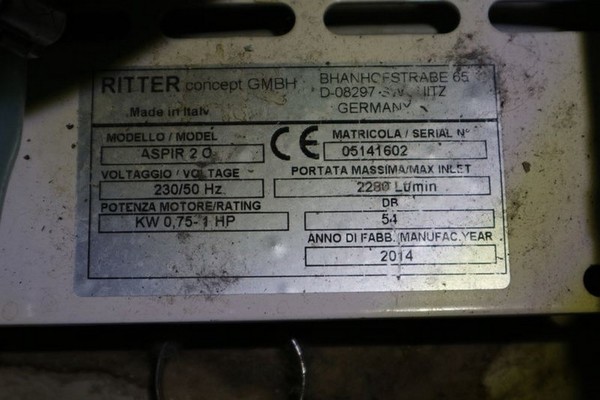 RITTER concept GMBH
BHANHOFSTRABE 65
D-08297
GERMANY
Made in Italy
MODELLO / MODEL
ASPIR 2 O
CE
MATRICOLA / SERIAL N°
05141602
VOLTAGGIO / VOLTAGE
230/50 Hz
PORTATA MASSIMA/MAX INLET
2280 L\min
POTENZA MOTORE/RATING
KW 0,75-1 HP
DB
54
ANNO DI FABB. /MANUFAC.YEAR
2014